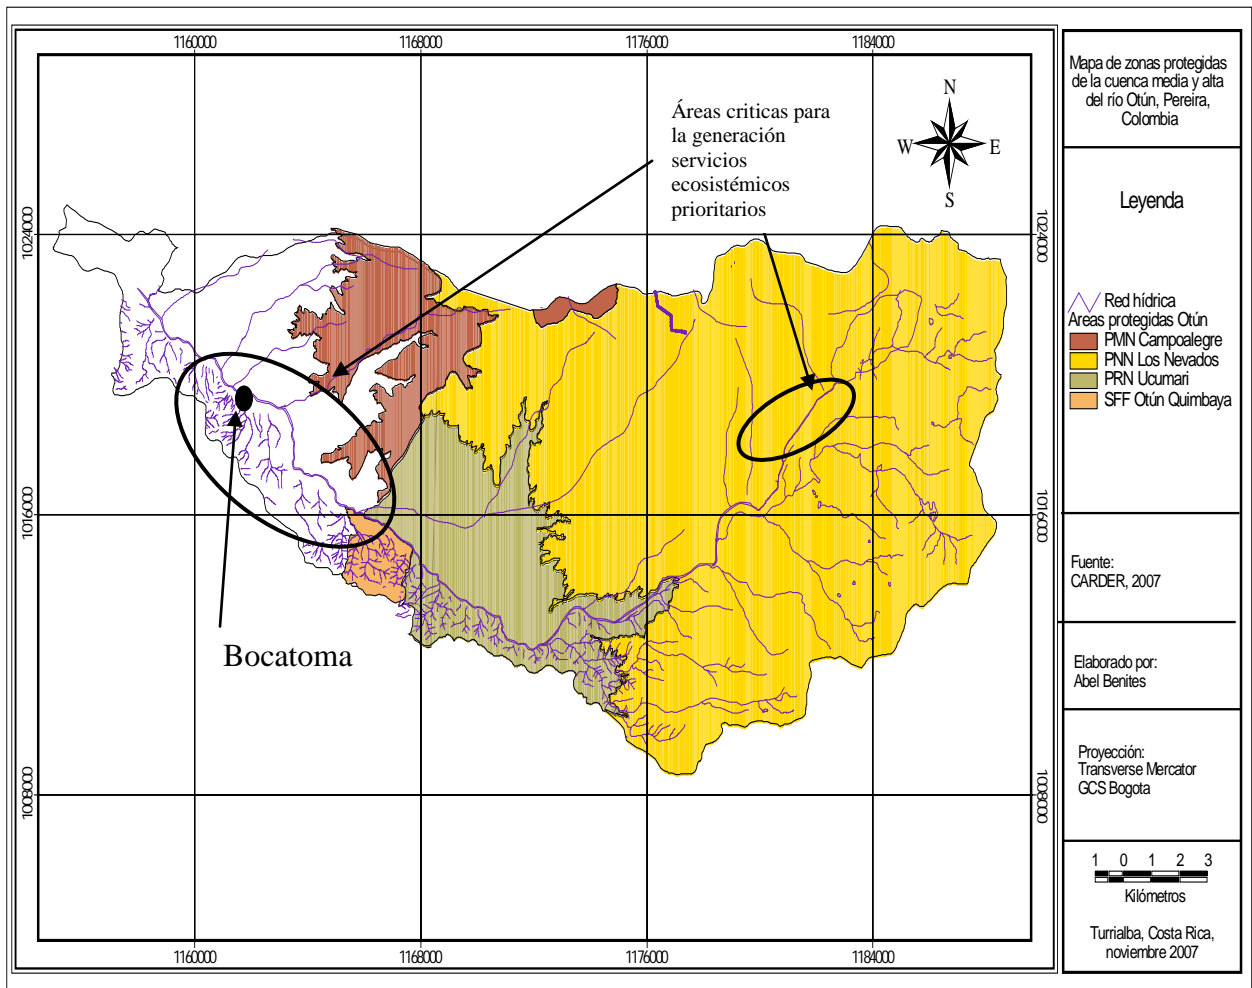 1160000
1168000
1176000
1184000
Áreas criticas para
la generación
servicios
ecosistémicos
prioritarios
N
W
E
S
1024000
1024000
1016000
1016000
1008000
1008000
Bocatoma
1160000
1168000
1176000
1184000
Mapa de zonas protegidas
de la cuenca media y alta
del río Otún, Pereira,
Colombia
Leyenda
Red hídrica
Areas protegidas Otún
PMN Campoalegre
PNN Los Nevados
PRN Ucumari
SFF Otún Quimbaya
Fuente:
CARDER, 2007
Elaborado por:
Abel Benites
Proyección:
Transverse Mercator
GCS Bogota
1 0 1 2 3
Kilómetros
Turrialba, Costa Rica,
noviembre 2007